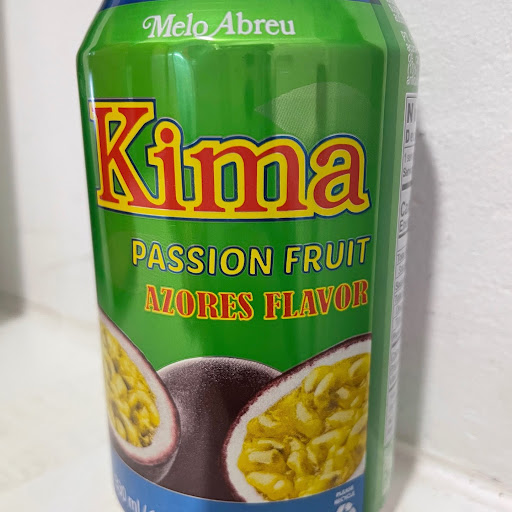 Melo Abreu
Kima
PASSION FRUIT
AZORES FLAVOR